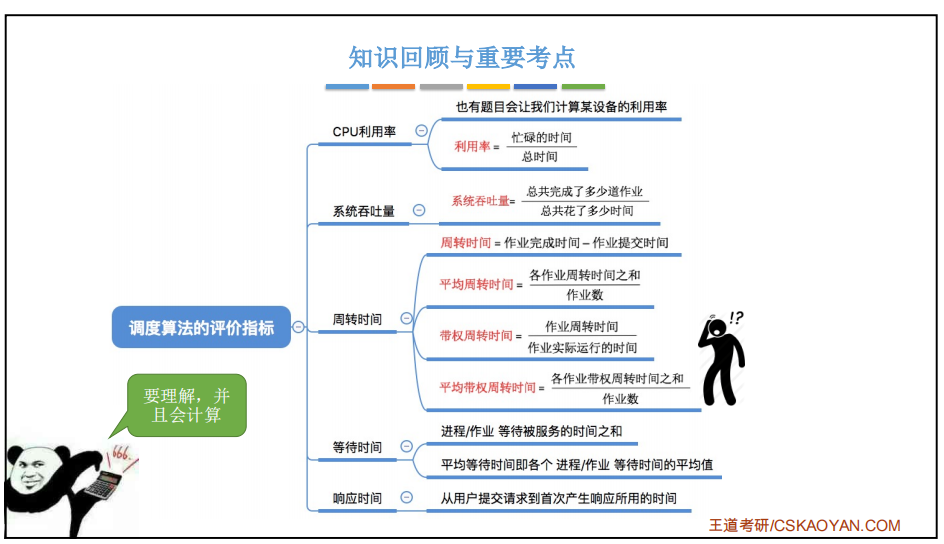 知识回顾与重要考点
也有题目会让我们计算某设备的利用率
CPU利用率
利用率 = 忙碌的时间
总时间
系统吞吐量
系统吞吐量= 总共完成了多少道作业
总共花了多少时间
周转时间 = 作业完成时间 – 作业提交时间
平均周转时间 = 各作业周转时间之和
作业数
调度算法的评价指标
周转时间
带权周转时间 = 作业周转时间
作业实际运行的时间
平均带权周转时间 = 各作业带权周转时间之和
作业数
!?
要理解，并
且会计算
666.
等待时间
进程/作业 等待被服务的时间之和
平均等待时间即各个 进程/作业 等待时间的平均值
响应时间
从用户提交请求到首次产生响应所用的时间
王道考研/CSKAOYAN.COM